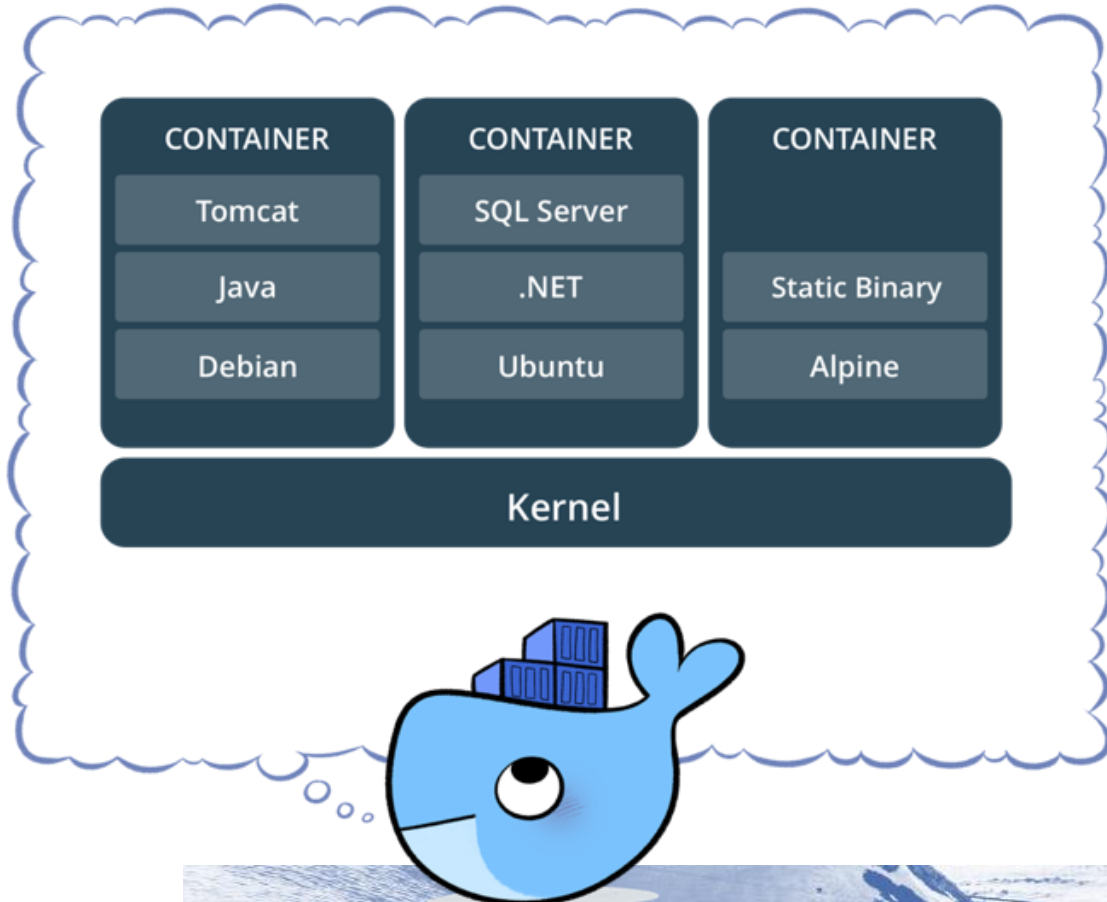 CONTAINER
Tomcat
Java
Debian
CONTAINER
SQL Server
.NET
Ubuntu
CONTAINER
Static Binary
Alpine
Kernel